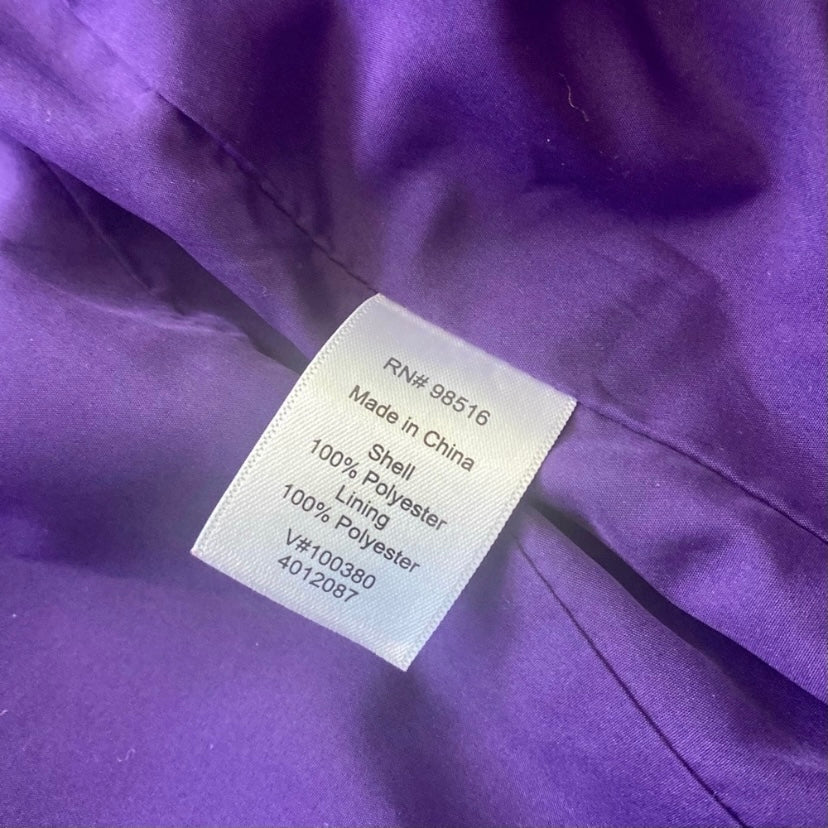 RN# 98516
Made in China
Shell
100% Polyester
Lining
100% Polyester
V#100380
4012087